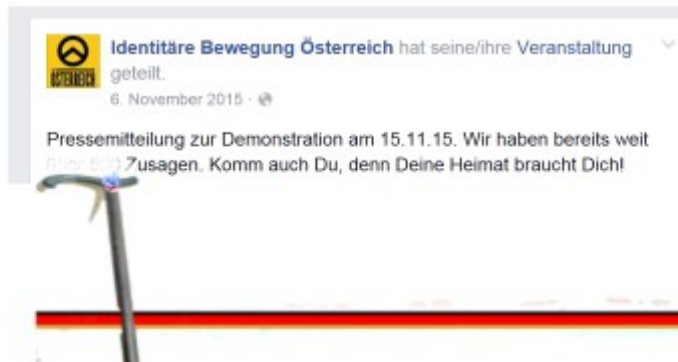 Identitäre Bewegung Österreich hat seine/ihre Veranstaltung
geteilt.
ÖSTERREICH
6. November 2015
Pressemitteilung zur Demonstration am 15.11.15. Wir haben bereits weit
Zusagen. Komm auch Du, denn Deine Heimat braucht Dich!